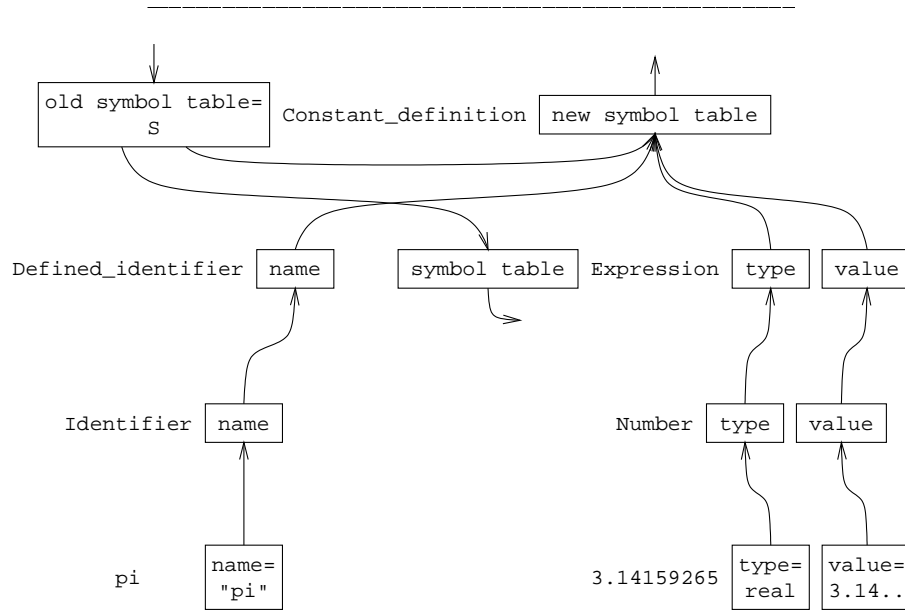 old symbol table=
S
Constant_definition
new symbol table
Defined_identifier
name
symbol table
Expression
type
value
Identifier
name
Number
type
value
pi
name=
"pi"
3.14159265
type=
real
value=
3.14..